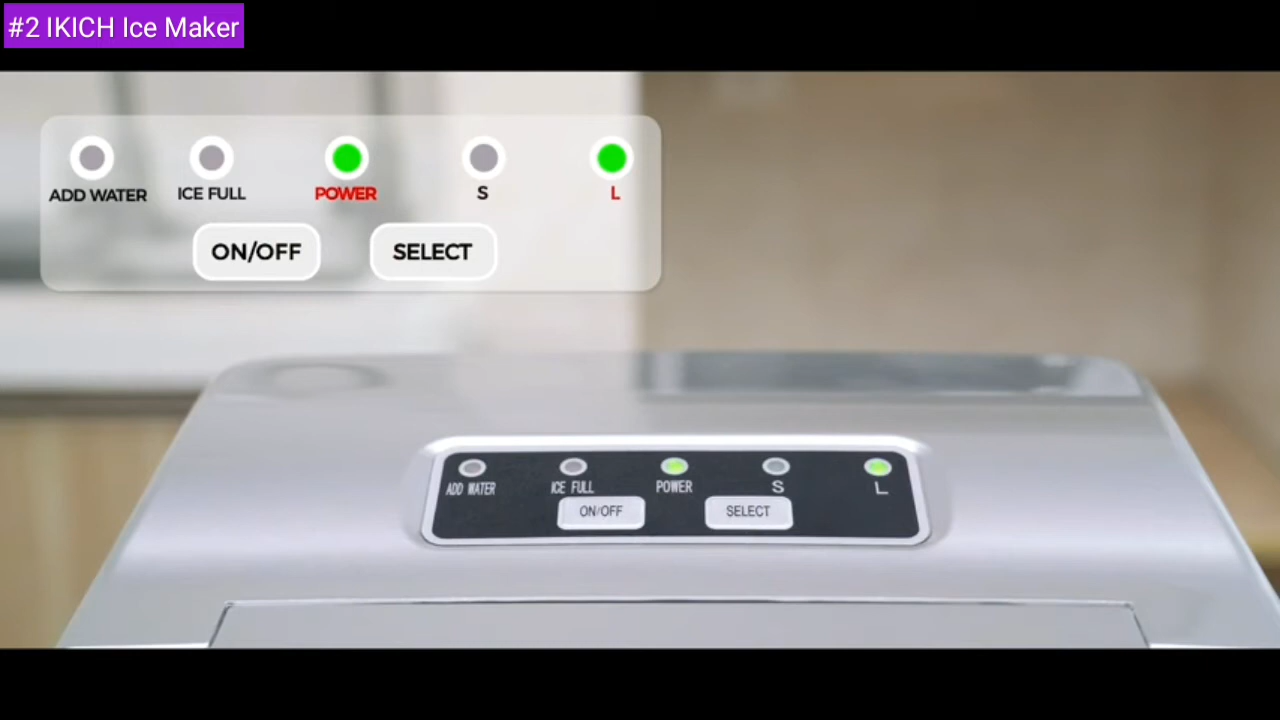 #2 IKICH Ice Maker
ADD WATER ICE FULL POWER S L
ON/OFF SELECT
ADD WATER ICE FULL POWER S L
ON/OFF SELECT